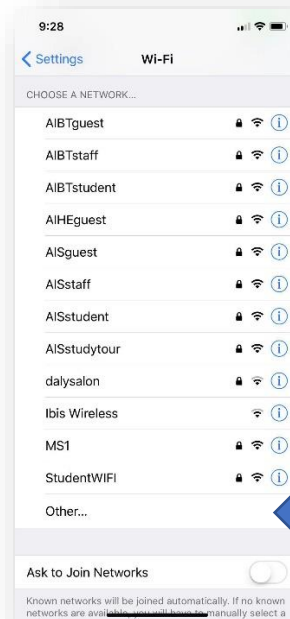 9:28
Settings Wi-Fi
CHOOSE A NETWORK...
AIBTguest
AIBTstaff
AIBTstudent
AIHEguest
AISguest
AISstaff
AISstudent
AISstudytour
dalysalon
Ibis Wireless
MS1
StudentWIFI
Other...
Ask to Join Networks
Known networks will be joined automatically. If no known
networks are available, you will have to manually select a